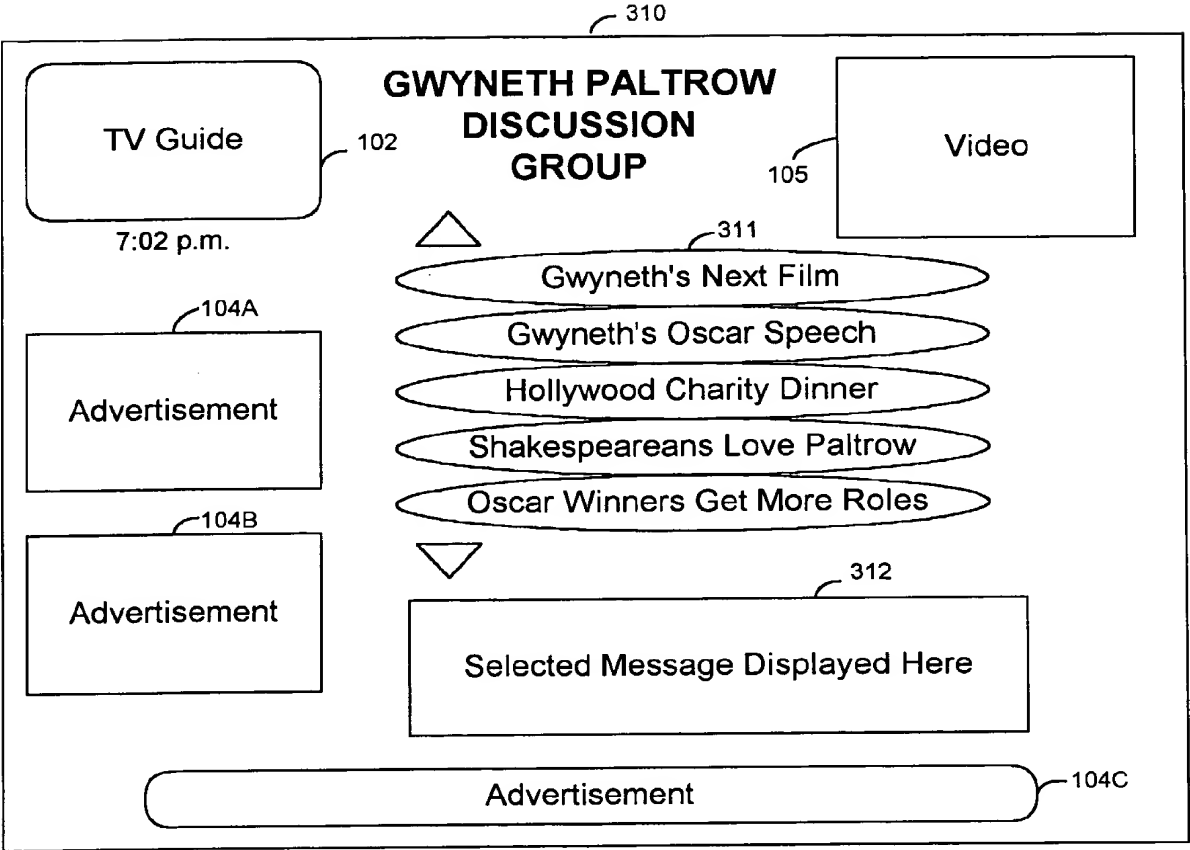 310
GWYNETH PALTROW
DISCUSSION
GROUP
TV Guide
102
7:02 p.m.
105
Video
311
Gwyneth's Next Film
Gwyneth's Oscar Speech
Hollywood Charity Dinner
Shakespeareans Love Paltrow
Oscar Winners Get More Roles
104A
Advertisement
104B
Advertisement
312
Selected Message Displayed Here
Advertisement
104C